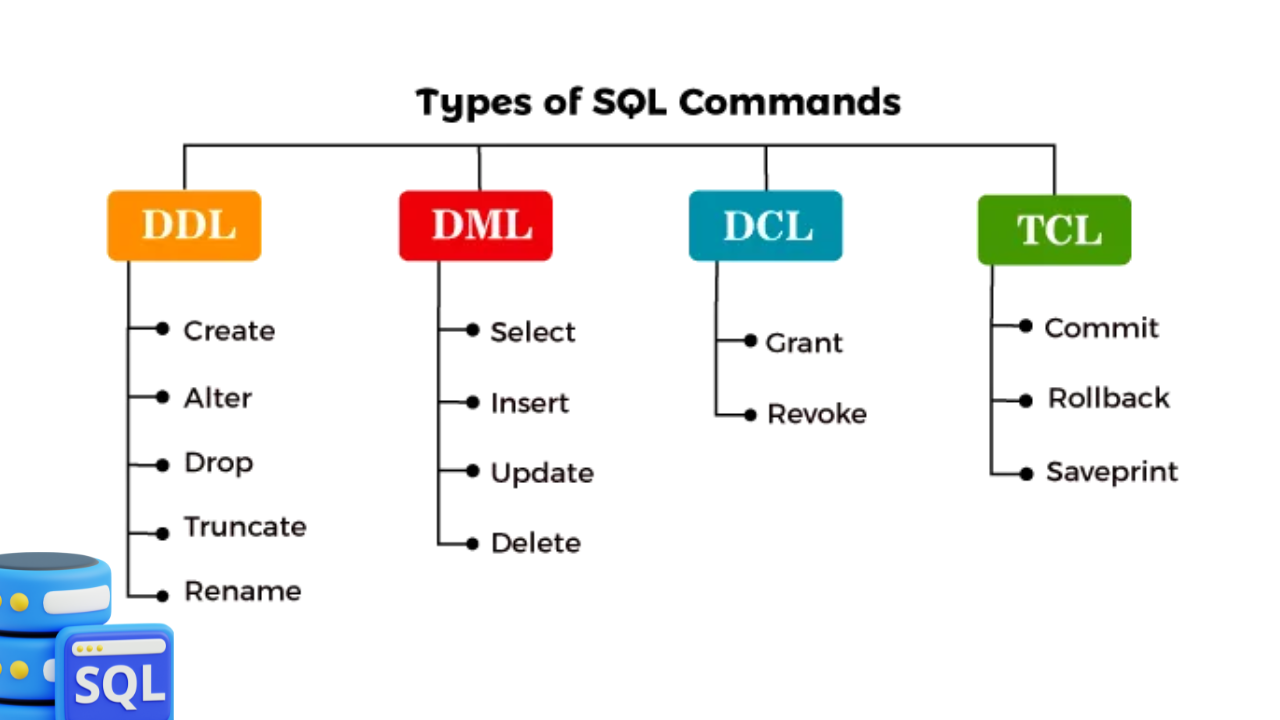 Types of SQL Commands
DDL
Create
Alter
Drop
Truncate
Rename
DML
Select
Insert
Update
Delete
DCL
Grant
Revoke
TCL
Commit
Rollback
Saveprint
SQL